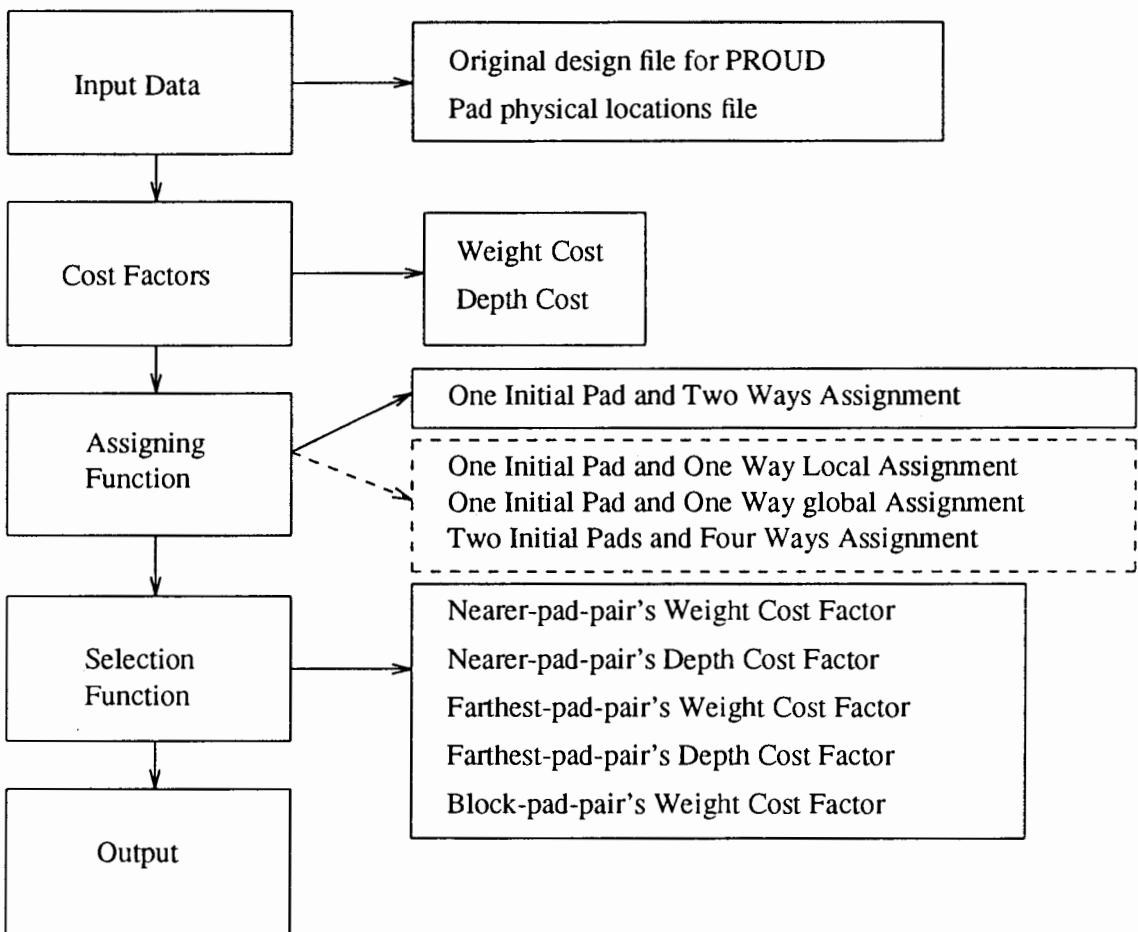 Input Data
Original design file for PROUD
Pad physical locations file
Cost Factors
Weight Cost
Depth Cost
Assigning
Function
One Initial Pad and Two Ways Assignment
One Initial Pad and One Way Local Assignment
One Initial Pad and One Way global Assignment
Two Initial Pads and Four Ways Assignment
Selection
Function
Nearer-pad-pair's Weight Cost Factor
Nearer-pad-pair's Depth Cost Factor
Farthest-pad-pair's Weight Cost Factor
Farthest-pad-pair's Depth Cost Factor
Block-pad-pair's Weight Cost Factor
Output